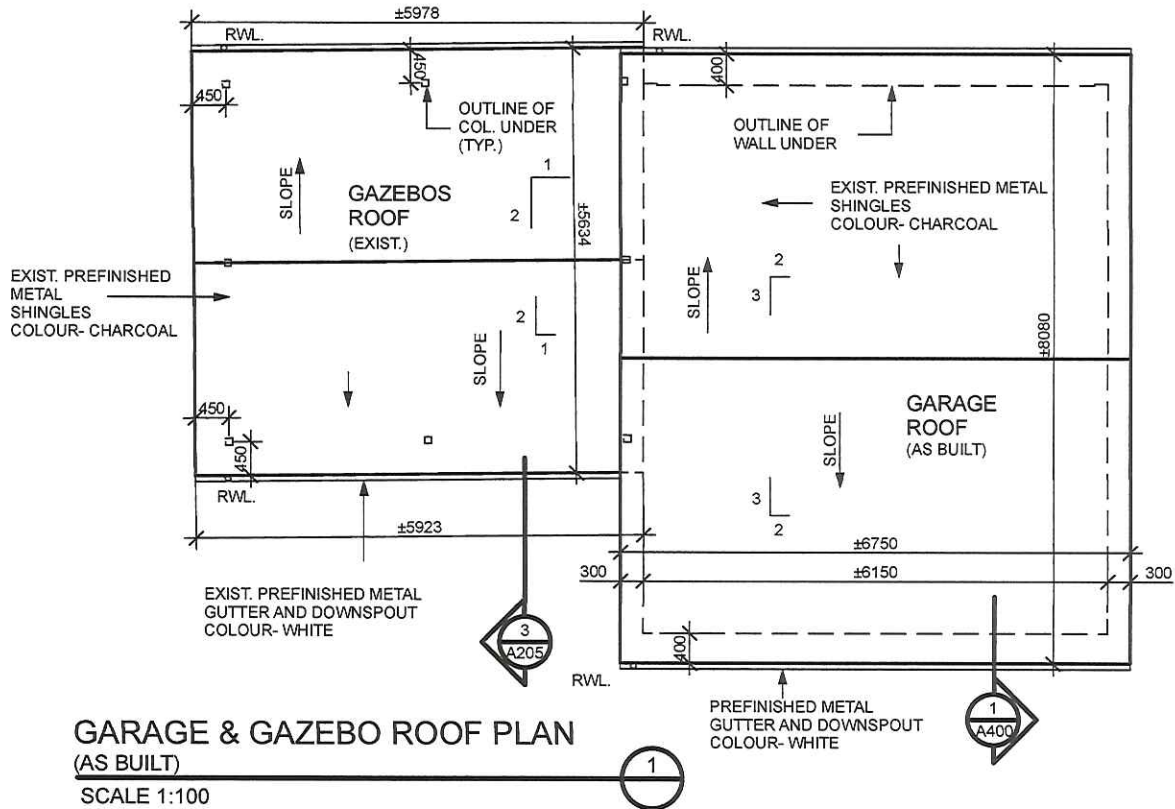 ±5978
RWL.
RWL.
450
450
400
OUTLINE OF
COL. UNDER
(TYP.)
OUTLINE OF
WALL UNDER
SLOPE
GAZEBOS
ROOF
(EXIST.)
1
2
±5634
EXIST. PREFINISHED METAL
SHINGLES
COLOUR- CHARCOAL
EXIST. PREFINISHED
METAL
SHINGLES
COLOUR- CHARCOAL
2
1
SLOPE
SLOPE
2
3
±8080
450
450
RWL.
GARAGE
ROOF
(AS BUILT)
SLOPE
3
2
±5923
±6750
300
±6150
300
EXIST. PREFINISHED METAL
GUTTER AND DOWNSPOUT
COLOUR- WHITE
3
A205
400
RWL.
PREFINISHED METAL
GUTTER AND DOWNSPOUT
COLOUR- WHITE
1
A400
GARAGE & GAZEBO ROOF PLAN
(AS BUILT)
1
SCALE 1:100